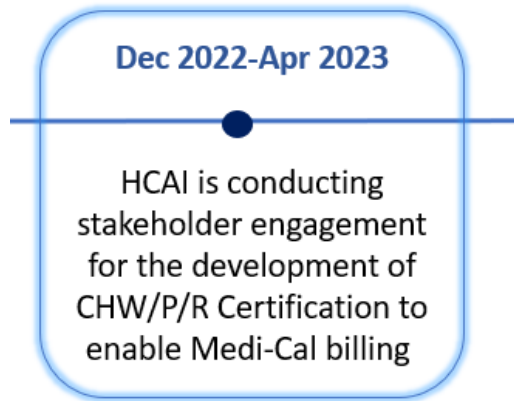 Dec 2022-Apr 2023
HCAI is conducting
stakeholder engagement
for the development of
CHW/P/R Certification to
enable Medi-Cal billing